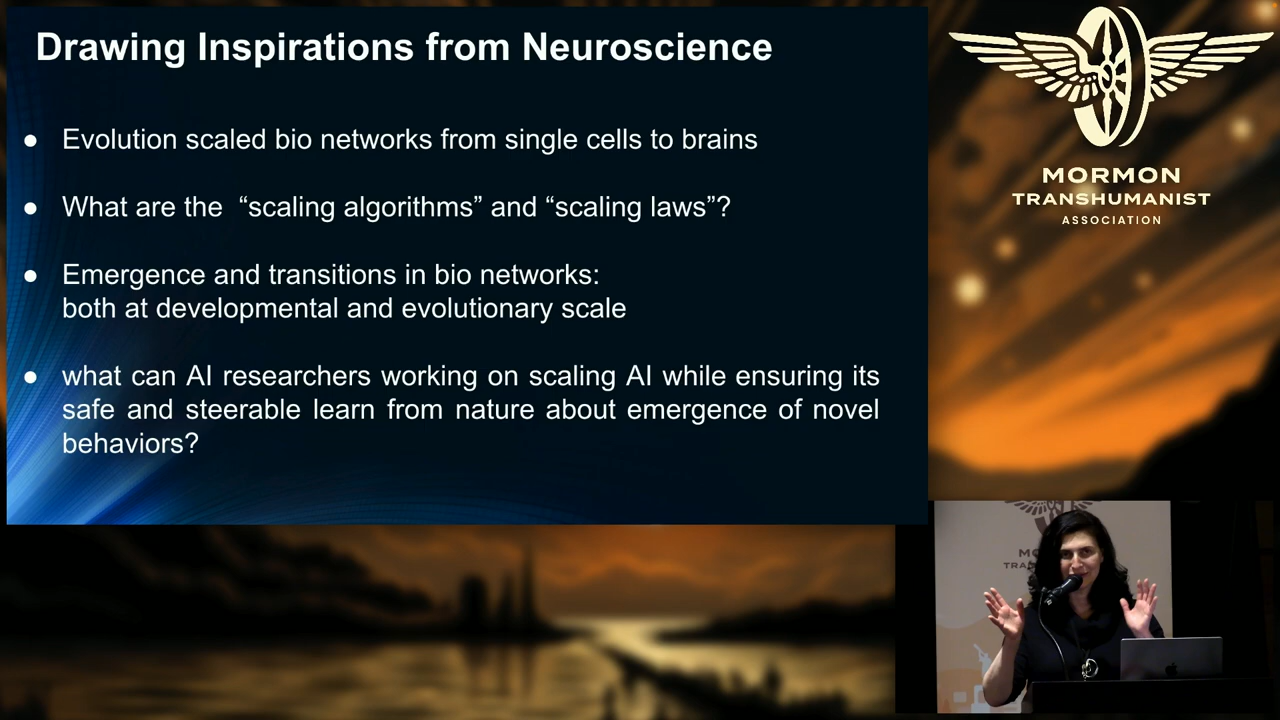 Drawing Inspirations from Neuroscience
● Evolution scaled bio networks from single cells to brains
● What are the “scaling algorithms” and “scaling laws”?
● Emergence and transitions in bio networks:
both at developmental and evolutionary scale
● what can AI researchers working on scaling AI while ensuring its
safe and steerable learn from nature about emergence of novel
behaviors?
MORMON
TRANSHUMANIST
ASSOCIATION